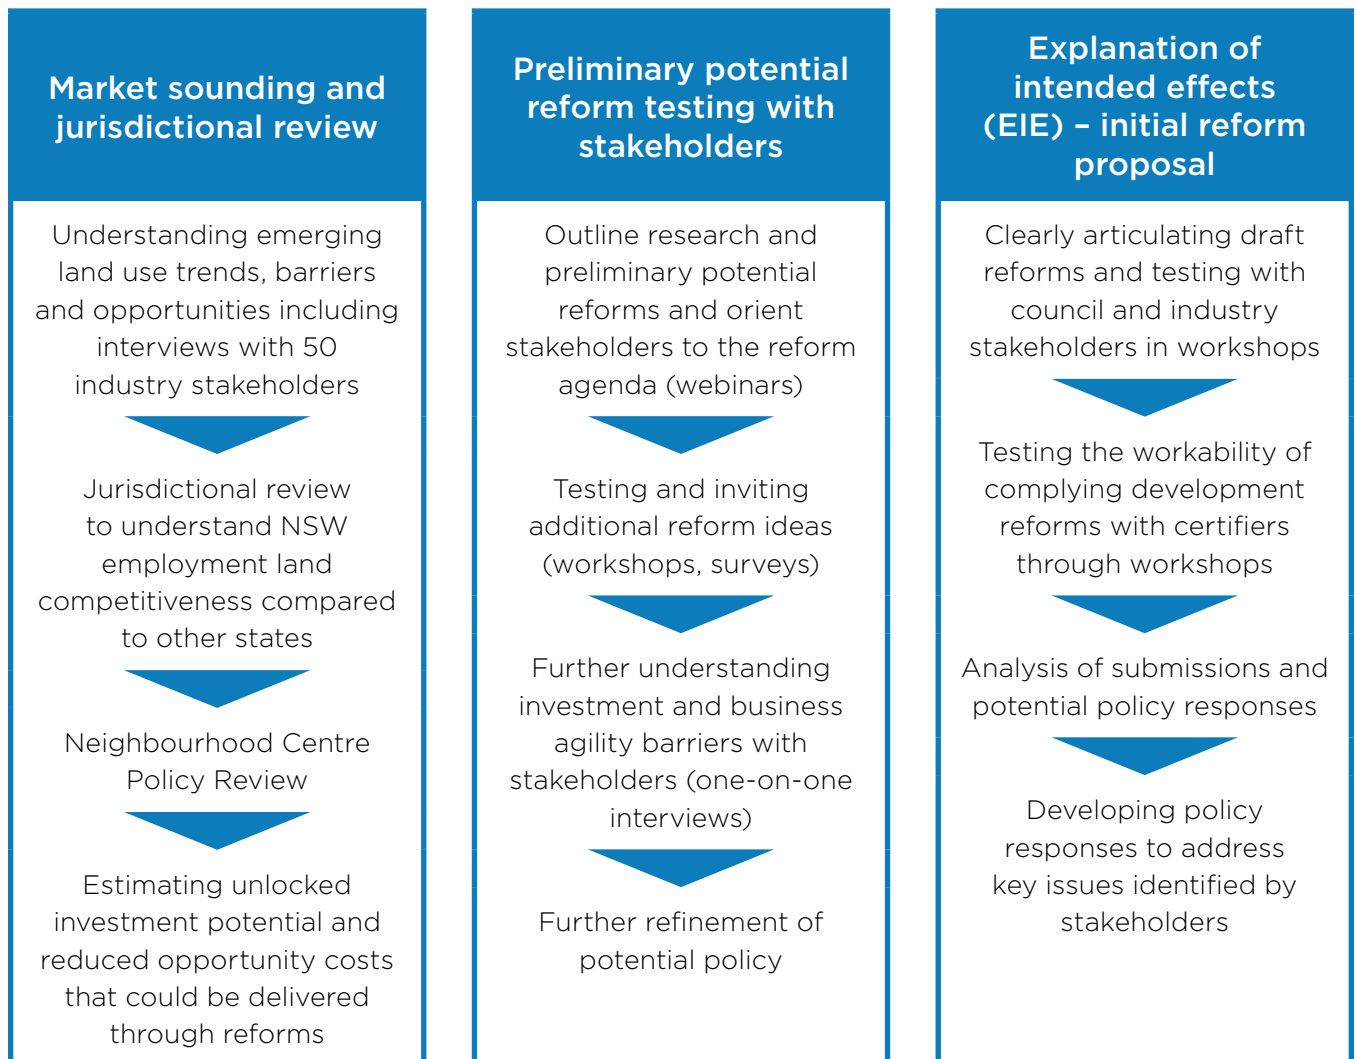 Market sounding and
jurisdictional review
Understanding emerging
land use trends, barriers
and opportunities including
interviews with 50
industry stakeholders
Jurisdictional review
to understand NSW
employment land
competitiveness compared
to other states
Neighbourhood Centre
Policy Review
Estimating unlocked
investment potential and
reduced opportunity costs
that could be delivered
through reforms
Preliminary potential
reform testing with
stakeholders
Outline research and
preliminary potential
reforms and orient
stakeholders to the reform
agenda (webinars)
Testing and inviting
additional reform ideas
(workshops, surveys)
Further understanding
investment and business
agility barriers with
stakeholders (one-on-one
interviews)
Further refinement of
potential policy
Explanation of
intended effects
(EIE) – initial reform
proposal
Clearly articulating draft
reforms and testing with
council and industry
stakeholders in workshops
Testing the workability of
complying development
reforms with certifiers
through workshops
Analysis of submissions and
potential policy responses
Developing policy
responses to address
key issues identified by
stakeholders